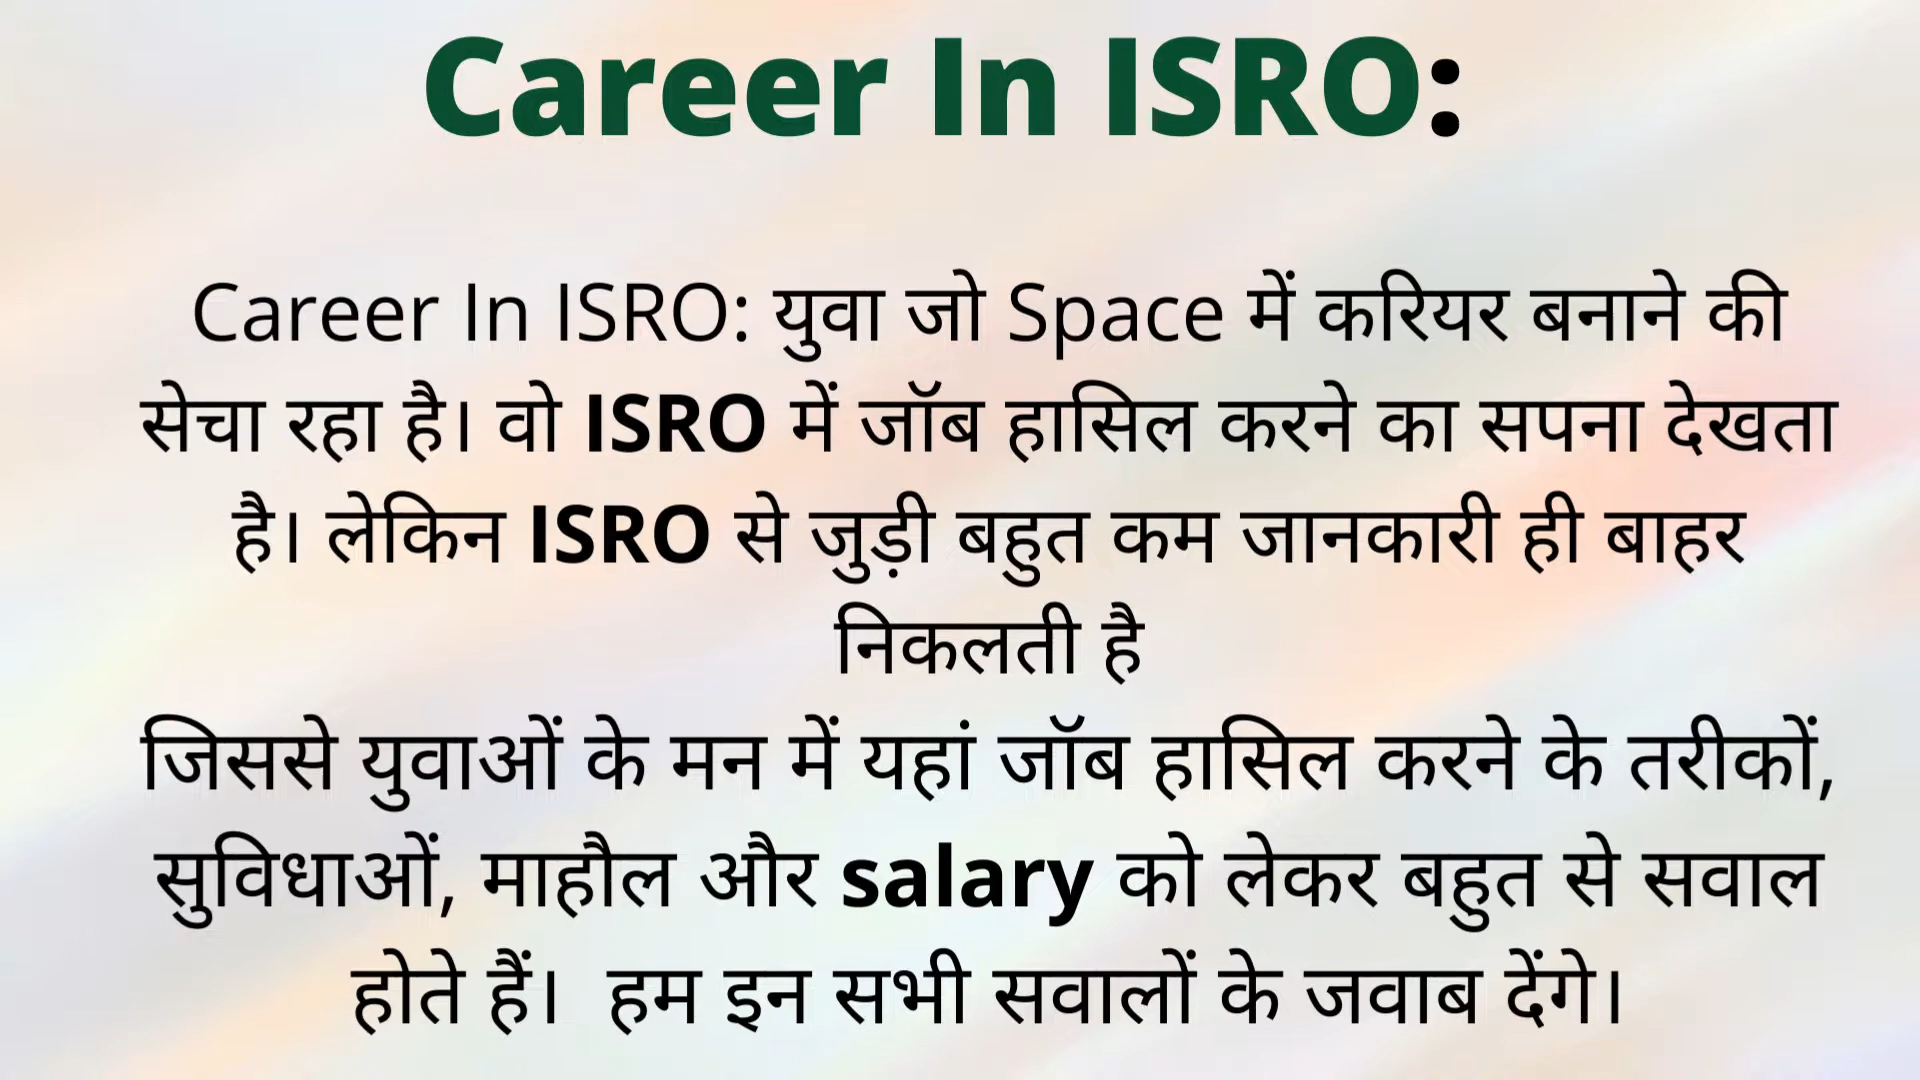 Career In ISRO:
Career In ISRO: युवा जो Space में करियर बनाने की
सेचा रहा है। वो ISRO में जॉब हासिल करने का सपना देखता
है। लेकिन ISRO से जुड़ी बहुत कम जानकारी ही बाहर
निकलती है
जिससे युवाओं के मन में यहां जॉब हासिल करने के तरीकों,
सुविधाओं, माहौल और salary को लेकर बहुत से सवाल
होते हैं।  हम इन सभी सवालों के जवाब देंगे।